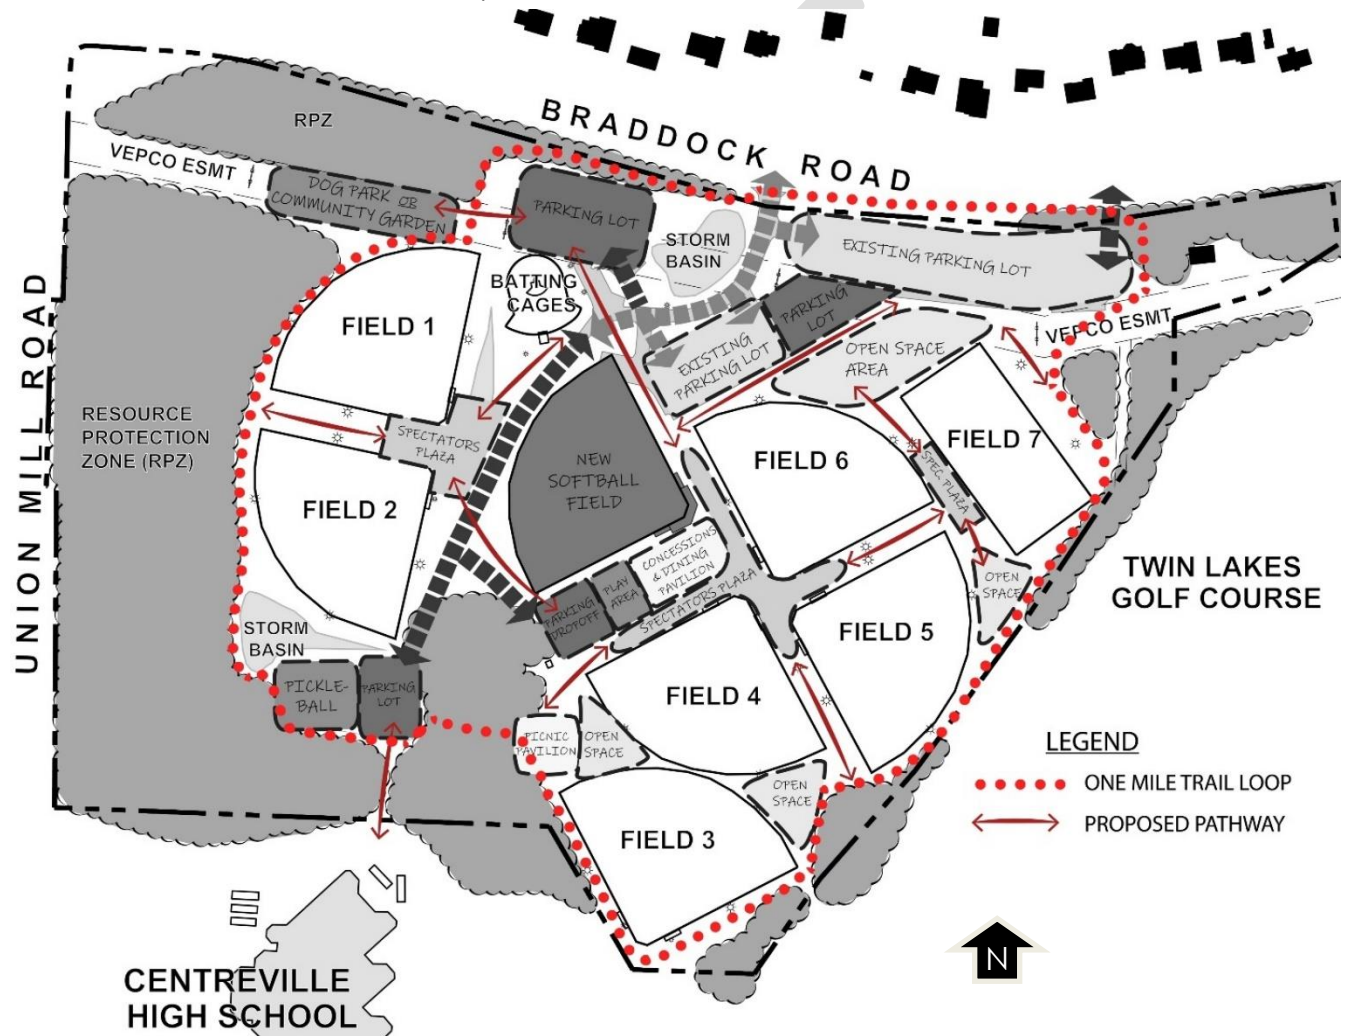 BRADDOCK ROAD
RPZ
VEPCO ESMT
DOG PARK OR
COMMUNITY GARDEN
PARKING LOT
STORM
BASIN
EXISTING PARKING LOT
BATTING
CAGES
PARKING
LOT
VEPCO ESMT
FIELD 1
EXISTING
PARKING LOT
OPEN SPACE
AREA
UNION MILL ROAD
RESOURCE
PROTECTION
ZONE (RPZ)
SPECTATORS
PLAZA
NEW
SOFTBALL
FIELD
FIELD 6
FIELD 7
SPEC. PLAZA
FIELD 2
CONCESSIONS
& DINING
PAVILION
PLAY
AREA
PARKING
DROPOFF
SPECTATORS PLAZA
OPEN
SPACE
TWIN LAKES
GOLF COURSE
STORM
BASIN
FIELD 5
PICKLE-
BALL
PARKING
LOT
FIELD 4
PICNIC
PAVILION
OPEN
SPACE
OPEN
SPACE
FIELD 3
LEGEND
ONE MILE TRAIL LOOP
PROPOSED PATHWAY
N
CENTREVILLE
HIGH SCHOOL